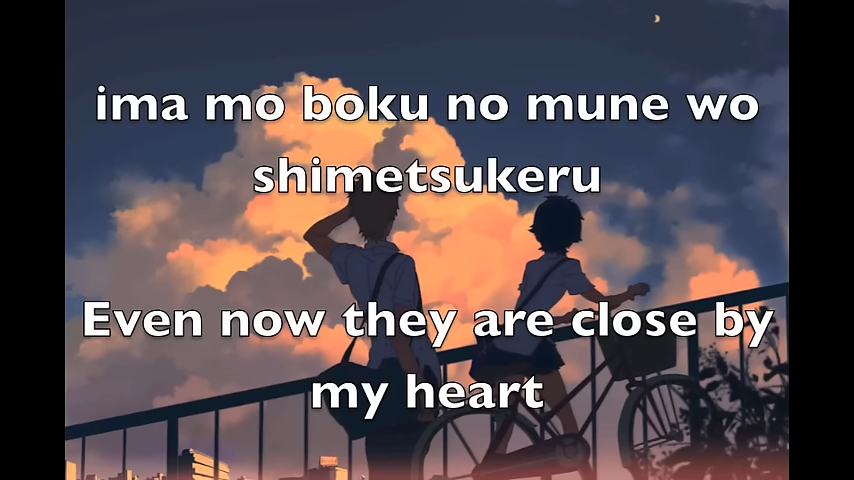 ima mo boku no mune wo
shimetsukeru
Even now they are close by
my heart